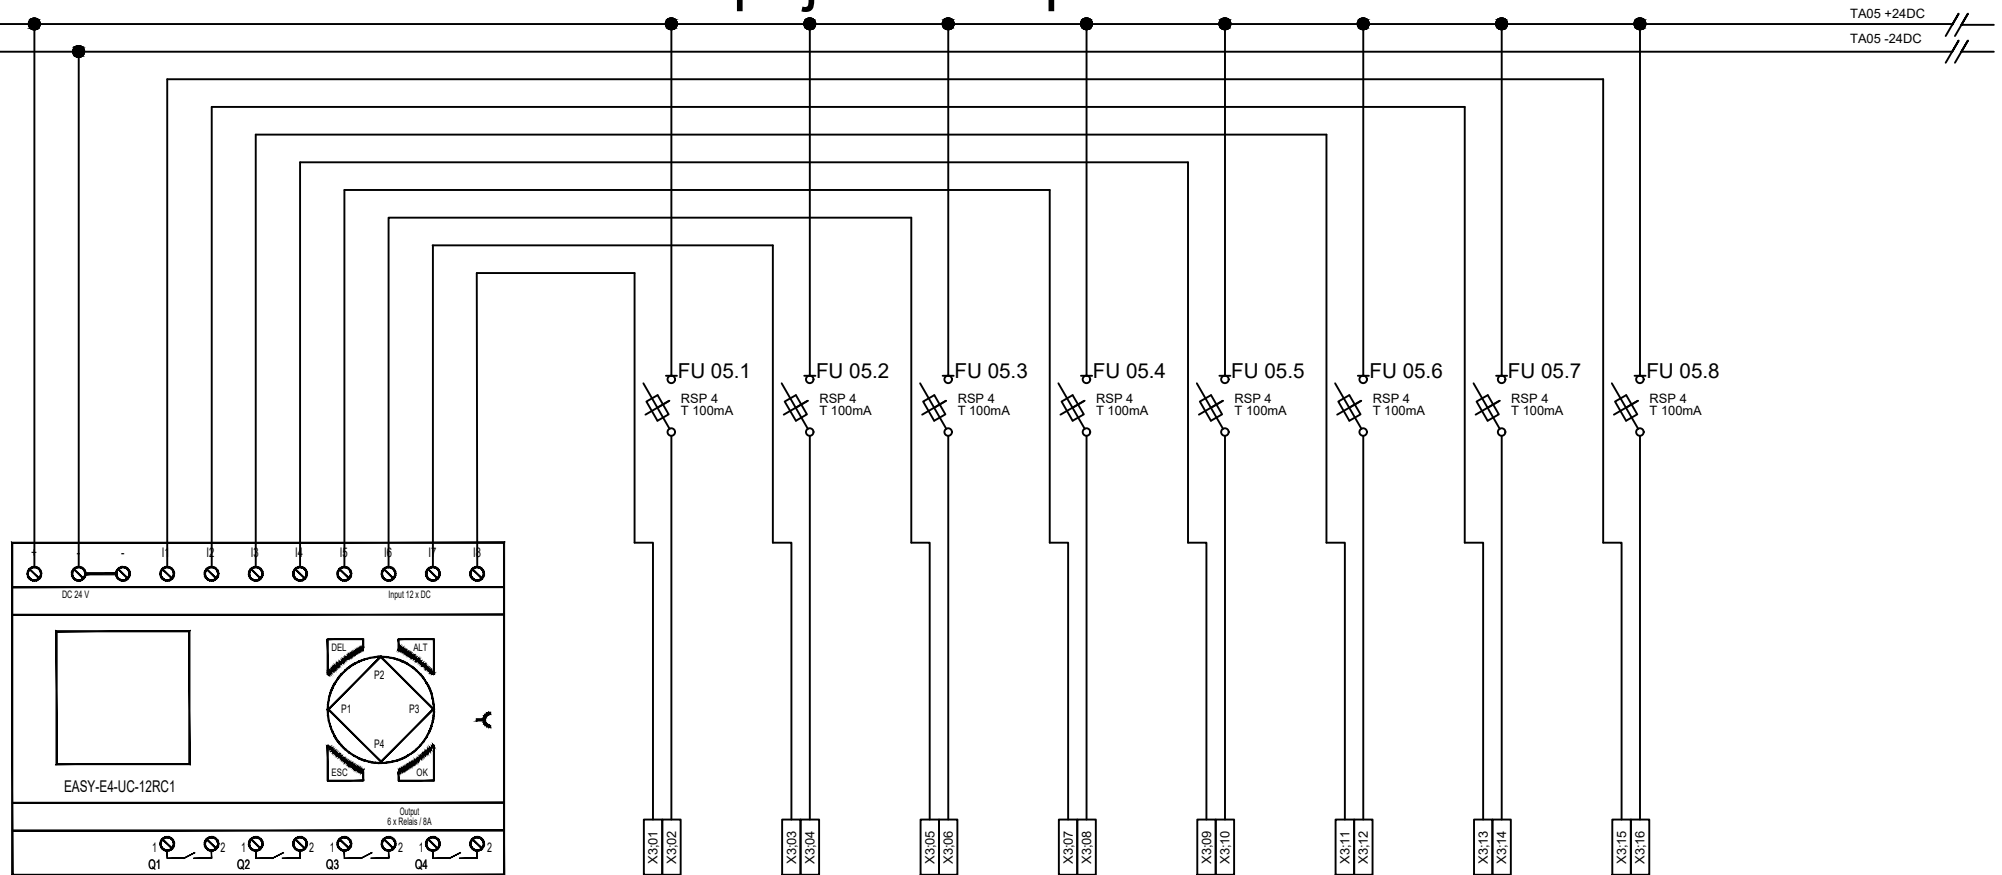 TA05 +24DC
TA05 -24DC
FU 05.1
RSP 4
T 100mA
FU 05.2
RSP 4
T 100mA
FU 05.3
RSP 4
T 100mA
FU 05.4
RSP 4
T 100mA
FU 05.5
RSP 4
T 100mA
FU 05.6
RSP 4
T 100mA
FU 05.7
RSP 4
T 100mA
FU 05.8
RSP 4
T 100mA
+ - - I1 I2 I3 I4 I5 I6 I7 I8
DC 24 V Input 12 x DC
DEL ALT
P2
P1 P3
P4
ESC OK
EASY-E4-UC-12RC1
Output
6 x Relais / 8A
1 2 1 2 1 2 1 2
Q1 Q2 Q3 Q4
X3;01
X3;02
X3;03
X3;04
X3;05
X3;06
X3;07
X3;08
X3;09
X3;10
X3;11
X3;12
X3;13
X3;14
X3;15
X3;16